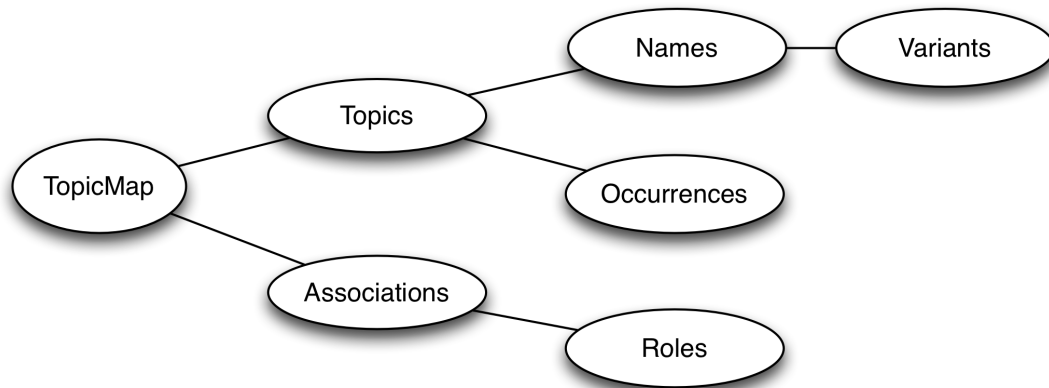 Names
Variants
Topics
TopicMap
Occurrences
Associations
Roles